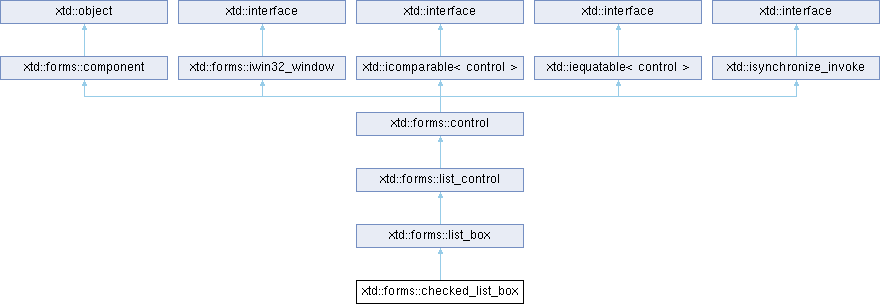 xtd::object
xtd::interface
xtd::interface
xtd::interface
xtd::interface
xtd::forms::component
xtd::forms::iwin32_window
xtd::icomparable< control >
xtd::iequatable< control >
xtd::isynchronize_invoke
xtd::forms::control
xtd::forms::list_control
xtd::forms::list_box
xtd::forms::checked_list_box